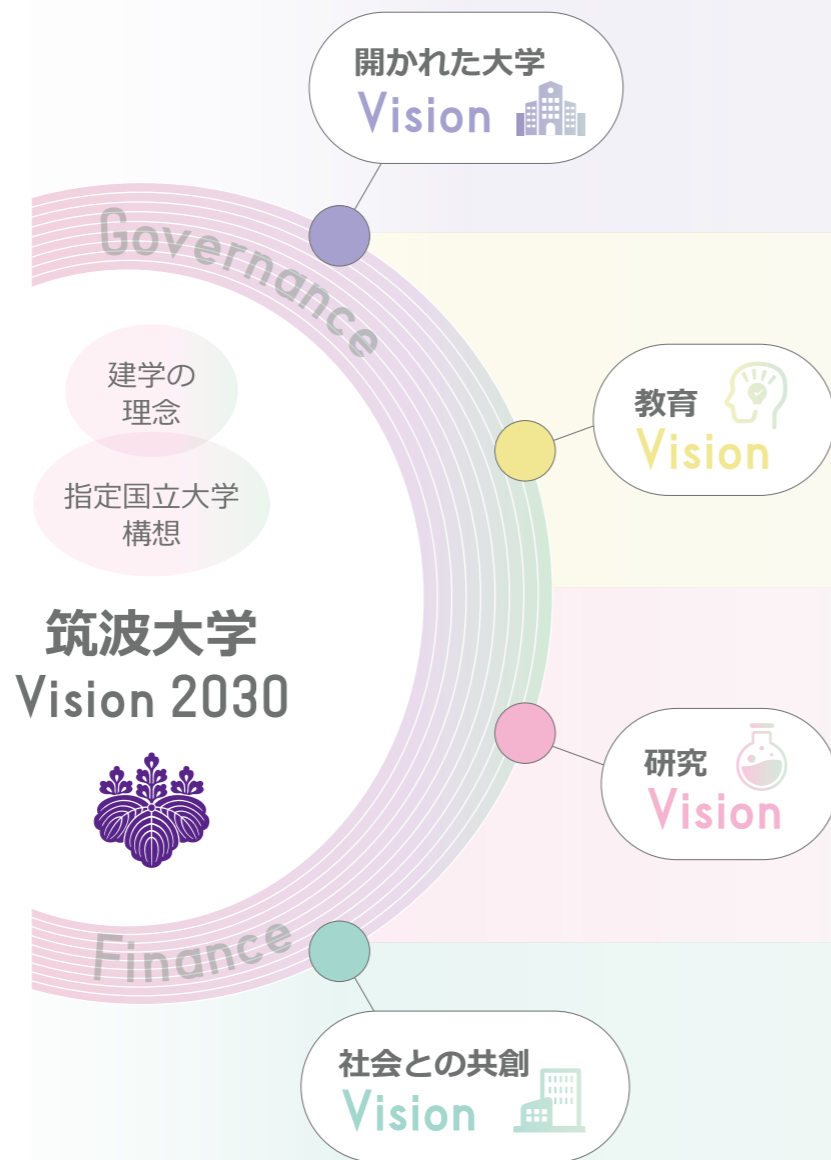 開かれた大学
Vision
Governance
建学の
理念
教育
Vision
指定国立大学
構想
筑波大学
Vision 2030
研究
Vision
Finance
社会との共創
Vision